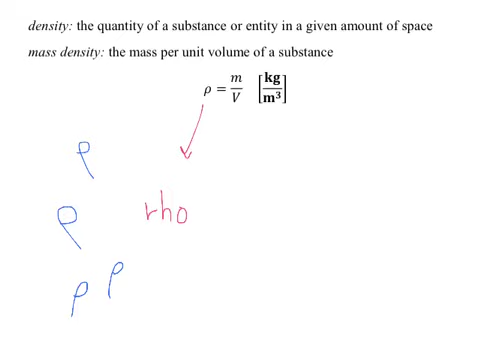 density: the quantity of a substance or entity in a given amount of space
mass density: the mass per unit volume of a substance
ρ = m/V [kg/m³]
ρ
rho
ρ
ρ ρ